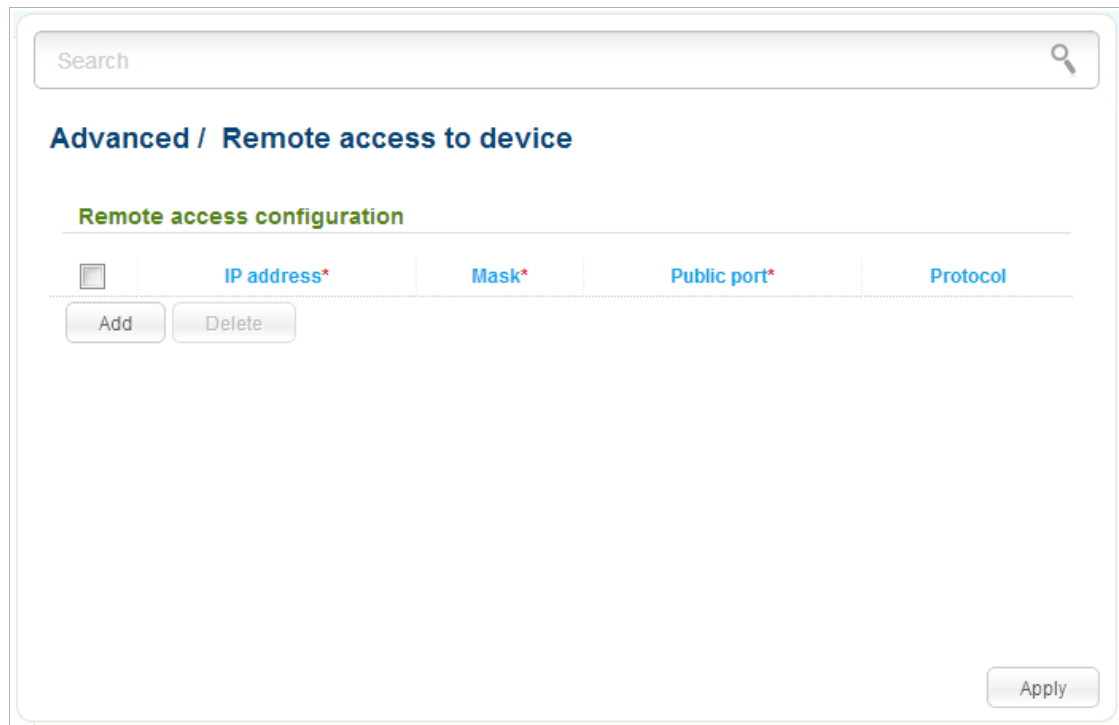 Search
Advanced / Remote access to device
Remote access configuration
IP address* Mask* Public port* Protocol
Add Delete
Apply